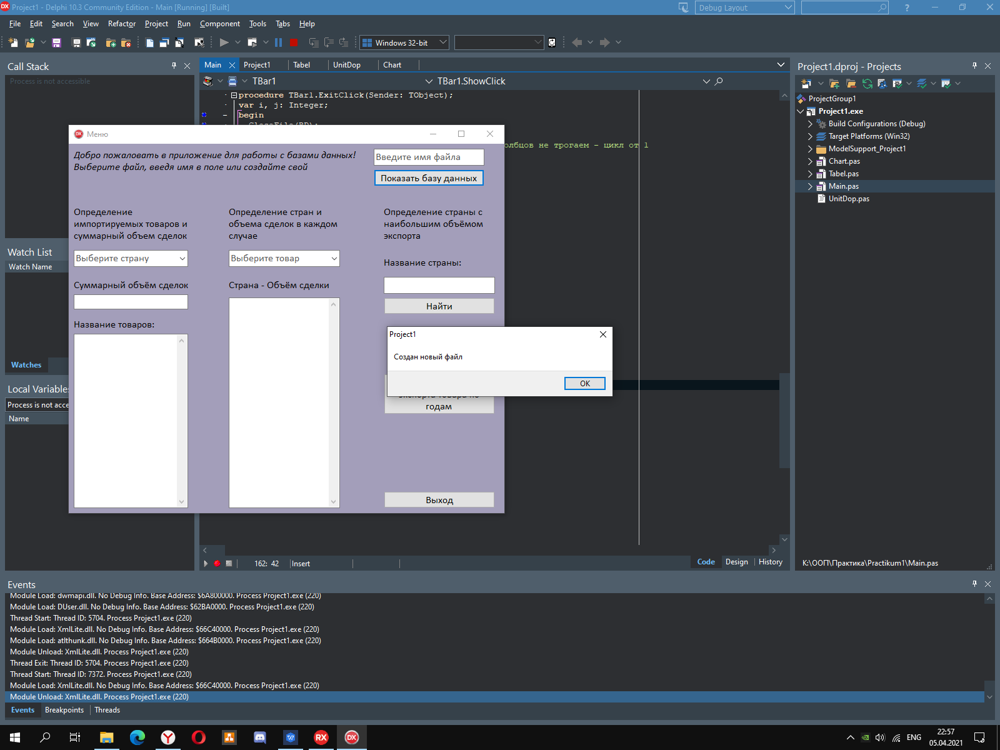 Project1 - Delphi 10.3 Community Edition - Main [Running] [Built]
Debug Layout
File Edit Search View Refactor Project Run Component Tools Tabs Help
Windows 32-bit
Call Stack
Process is not accessible
Main Project1 Tabel UnitDop Chart
TBar1
TBar1.ShowClick
procedure TBar1.ExitClick(Sender: TObject);
var i, j: Integer;
begin
олбцов не трогаем - цикл от 1
Меню
Добро пожаловать в приложение для работы с базами данных!
Выберите файл, введя имя в поле или создайте свой
Введите имя файла
Показать базу данных
Определение
импортируемых товаров и
суммарный объем сделок
Выберите страну
Суммарный объём сделок
Название товаров:
Определение стран и
объема сделок в каждом
случае
Выберите товар
Страна - Объём сделки
Определение страны с
наибольшим объёмом
экспорта
Название страны:
Найти
годам
Выход
Project1
Создан новый файл
OK
Watch List
Watch Name
Watches
Local Variables
Process is not acce
Name
162: 42
Insert
Code Design History
Project1.dproj - Projects
ProjectGroup1
Project1.exe
Build Configurations (Debug)
Target Platforms (Win32)
ModelSupport_Project1
Chart.pas
Tabel.pas
Main.pas
UnitDop.pas
K:\ООП\Практика\Practikum1\Main.pas
Events
Module Load: dwmapi.dll. No Debug Info. Base Address: $6A800000. Process Project1.exe (220)
Module Load: DUser.dll. No Debug Info. Base Address: $62BA0000. Process Project1.exe (220)
Thread Start: Thread ID: 5704. Process Project1.exe (220)
Module Load: XmlLite.dll. No Debug Info. Base Address: $66C40000. Process Project1.exe (220)
Module Load: atlthunk.dll. No Debug Info. Base Address: $664B0000. Process Project1.exe (220)
Module Unload: XmlLite.dll. Process Project1.exe (220)
Thread Exit: Thread ID: 5704. Process Project1.exe (220)
Thread Start: Thread ID: 7372. Process Project1.exe (220)
Module Load: XmlLite.dll. No Debug Info. Base Address: $66C40000. Process Project1.exe (220)
Module Unload: XmlLite.dll. Process Project1.exe (220)
Events Breakpoints Threads
ENG
22:57
05.04.2021